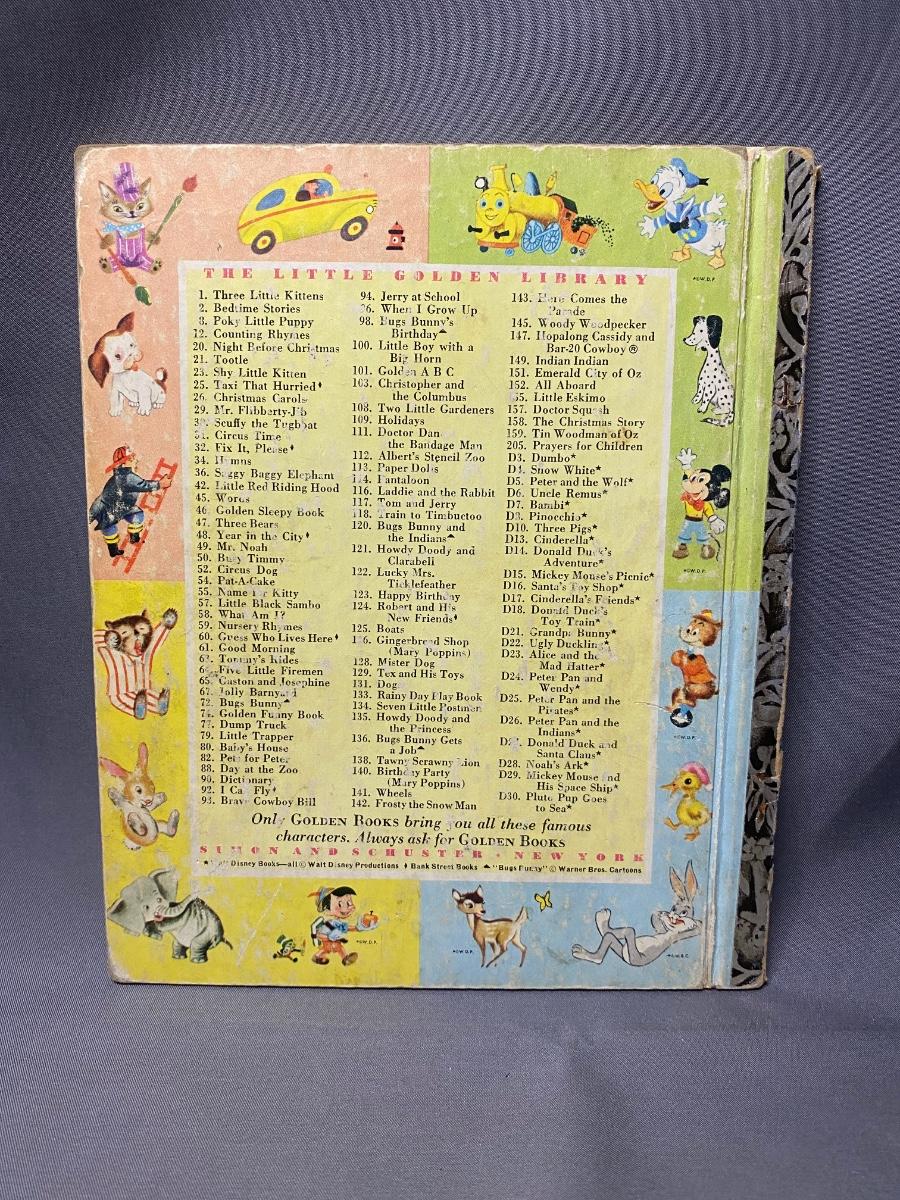 THE LITTLE GOLDEN LIBRARY
1. Three Little Kittens
2. Bedtime Stories
8. Poky Little Puppy
12. Counting Rhymes
20. Night Before Christmas
21. Tootle
23. Shy Little Kitten
25. Taxi That Hurried♦
26. Christmas Carols
29. Mr. Flibberty-Jib
Scuffy the Tugboat
31. Circus Time
32. Fix It, Please♦
34. Hymns
36. Saggy Baggy Elephant
42. Little Red Riding Hood
45. Words
46. Golden Sleepy Book
47. Three Bears
48. Year in the City♦
49. Mr. Noah
50. Busy Timmy
52. Circus Dog
54. Pat-A-Cake
55. Name for Kitty
57. Little Black Sambo
58. What Am I?
59. Nursery Rhymes
60. Guess Who Lives Here♦
61. Good Morning
Tommy's Rides
Five Little Firemen
65. Gaston and Josephine
67. Jolly Barnyard
72. Bugs Bunny▲
Golden Funny Book
77. Dump Truck
79. Little Trapper
80. Baby's House
82. Pets for Peter
88. Day at the Zoo
90. Dictionary
92. I Can Fly♦
93. Brave Cowboy Bill
94. Jerry at School
96. When I Grow Up
98. Bugs Bunny's
Birthday▲
100. Little Boy with a
Big Horn
101. Golden A B C
103. Christopher and
the Columbus
108. Two Little Gardeners
109. Holidays
111. Doctor Dan
the Bandage Man
112. Albert's Stencil Zoo
113. Paper Dolls
114. Pantaloon
116. Laddie and the Rabbit
117. Tom and Jerry
118. Train to Timbuctoo
120. Bugs Bunny and
the Indians▲
121. Howdy Doody and
Clarabell
122. Lucky Mrs.
Ticklefeather
123. Happy Birthday
124. Robert and His
New Friends♦
125. Boats
126. Gingerbread Shop
(Mary Poppins)
128. Mister Dog
129. Tex and His Toys
131. Dogs
133. Rainy Day Play Book
134. Seven Little Postmen
135. Howdy Doody and
the Princess
136. Bugs Bunny Gets
a Job▲
138. Tawny Scrawny Lion
140. Birthday Party
(Mary Poppins)
141. Wheels
142. Frosty the Snow Man
143. Here Comes the
Parade
145. Woody Woodpecker
147. Hopalong Cassidy and
Bar-20 Cowboy ®
149. Indian Indian
151. Emerald City of Oz
152. All Aboard
Little Eskimo
157. Doctor Squash
158. The Christmas Story
159. Tin Woodman of Oz
205. Prayers for Children
D3. Dumbo★
D4. Snow White★
D5. Peter and the Wolf★
D6. Uncle Remus★
D7. Bambi★
D8. Pinocchio★
D10. Three Pigs★
D13. Cinderella★
D14. Donald Duck's
Adventure★
D15. Mickey Mouse's Picnic★
D16. Santa's Toy Shop★
D17. Cinderella's Friends★
D18. Donald Duck's
Toy Train★
D21. Grandpa Bunny★
D22. Ugly Duckling★
D23. Alice and the
Mad Hatter★
D24. Peter Pan and
Wendy★
D25. Peter Pan and the
Pirates★
D26. Peter Pan and the
Indians★
Donald Duck and
Santa Claus★
D28. Noah's Ark★
D29. Mickey Mouse and
His Space Ship★
D30. Pluto Pup Goes
to Sea★
Only GOLDEN BOOKS bring you all these famous
characters. Always ask for GOLDEN BOOKS
SIMON AND SCHUSTER • NEW YORK
★Walt Disney Books—all © Walt Disney Productions ♦ Bank Street Books ▲ "Bugs Bunny" © Warner Bros. Cartoons
©W.D.P.
©W.D.P.
©W.D.P.
©W.D.P.
©W.D.P.